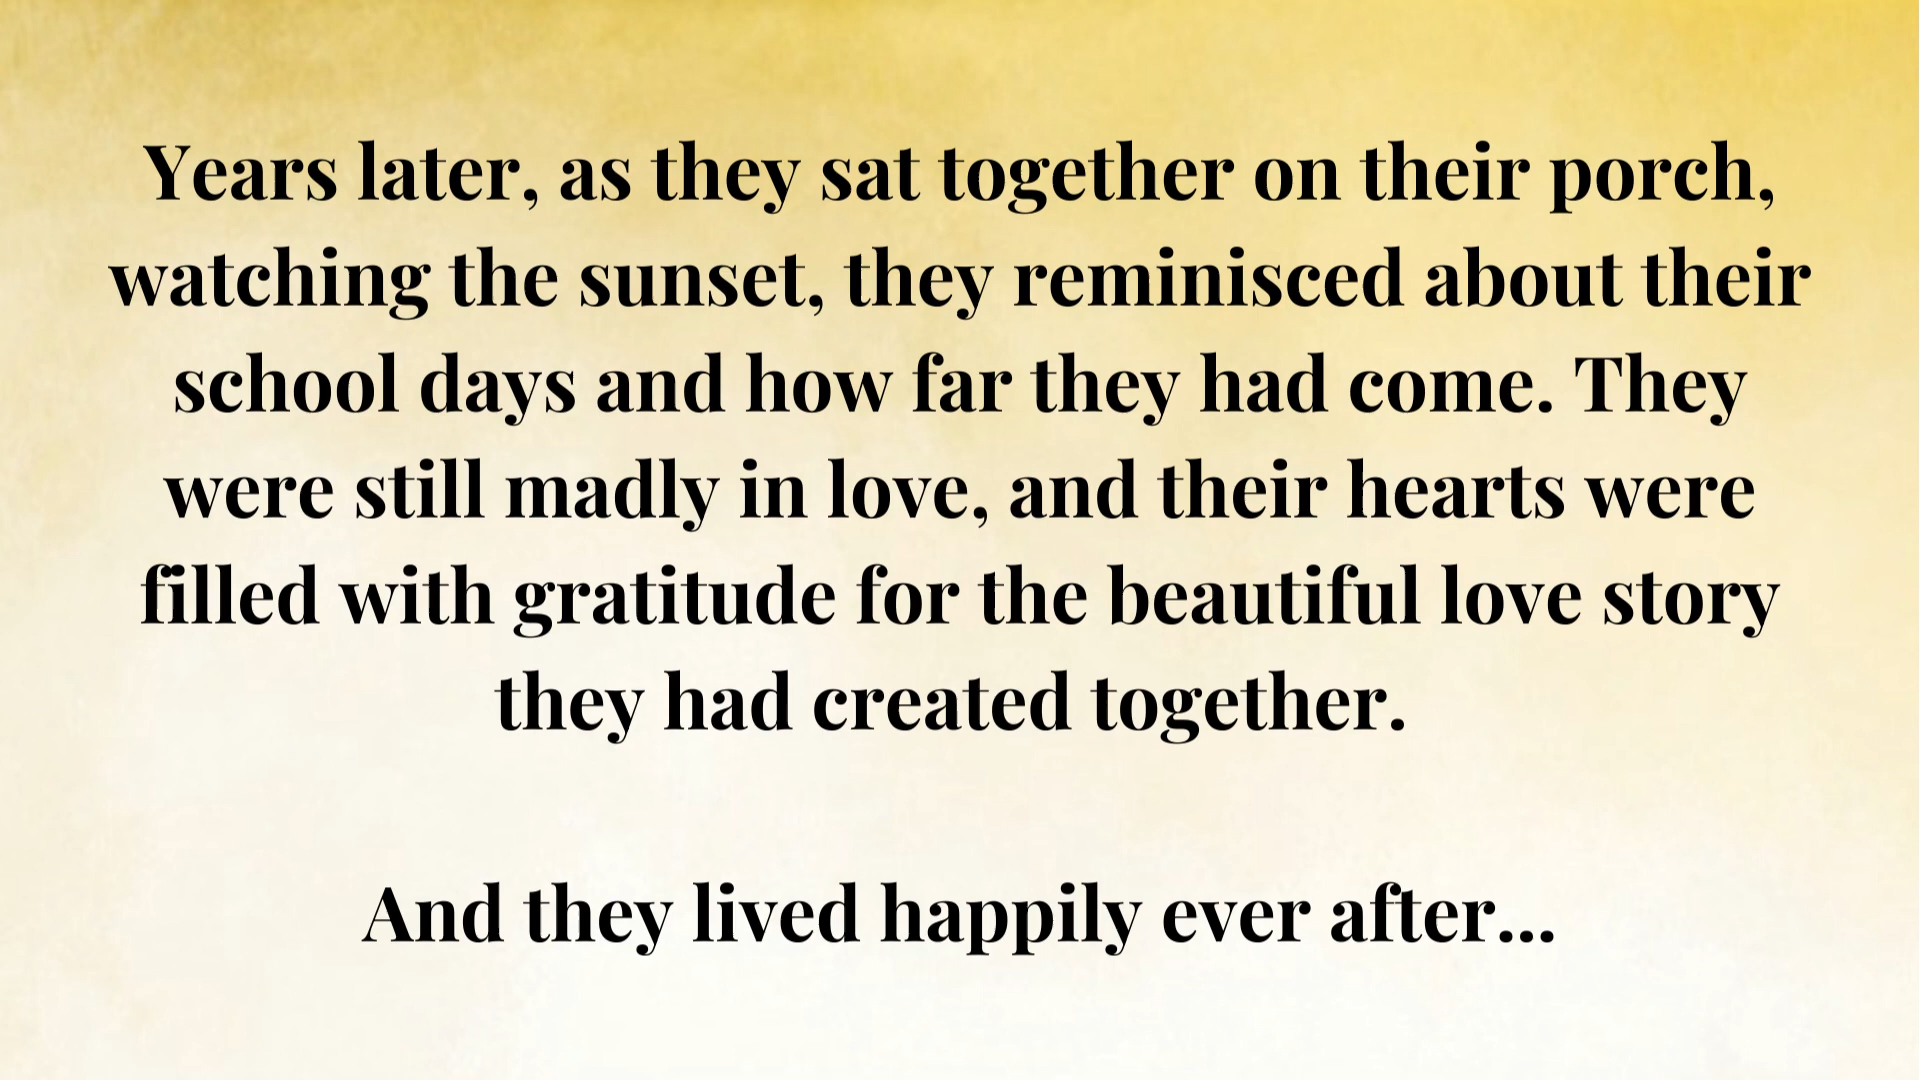 Years later, as they sat together on their porch,
watching the sunset, they reminisced about their
school days and how far they had come. They
were still madly in love, and their hearts were
filled with gratitude for the beautiful love story
they had created together.
And they lived happily ever after...